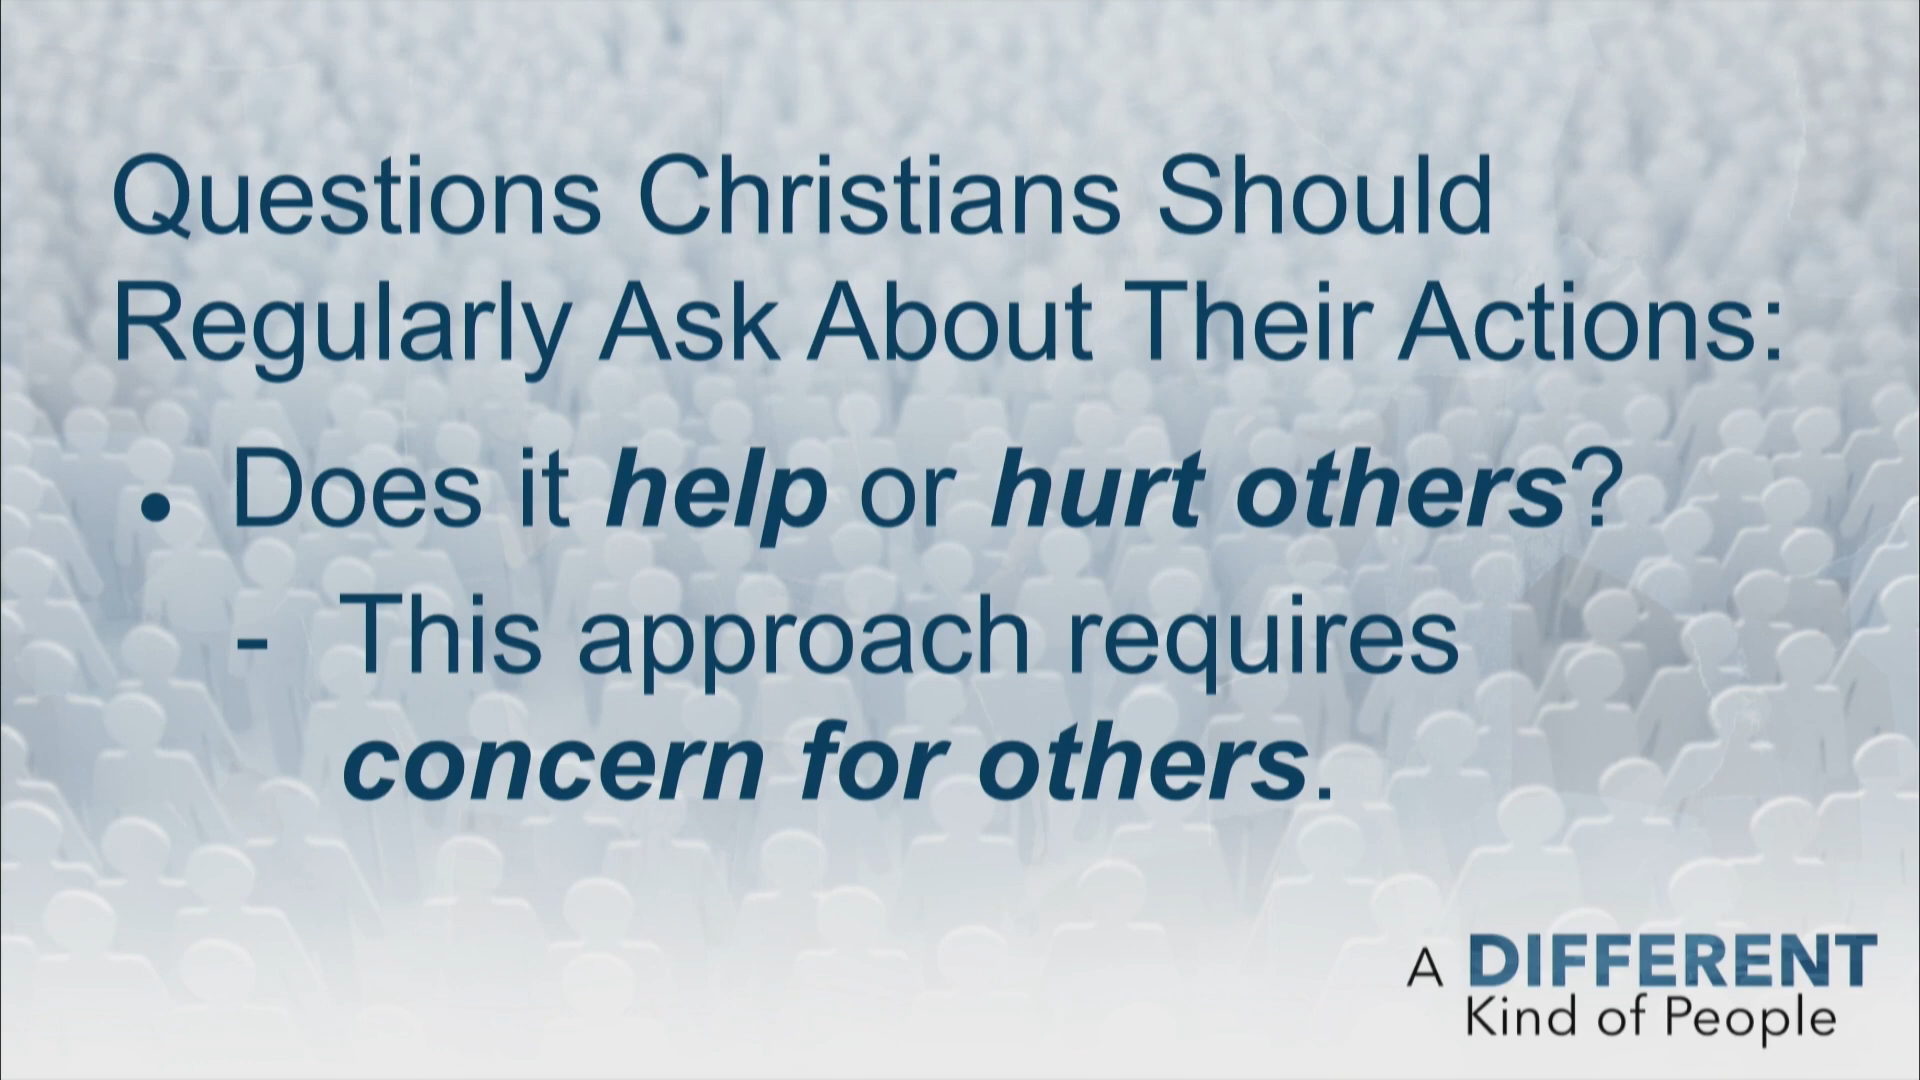 Questions Christians Should
Regularly Ask About Their Actions:
• Does it help or hurt others?
- This approach requires
concern for others.
A DIFFERENT
Kind of People